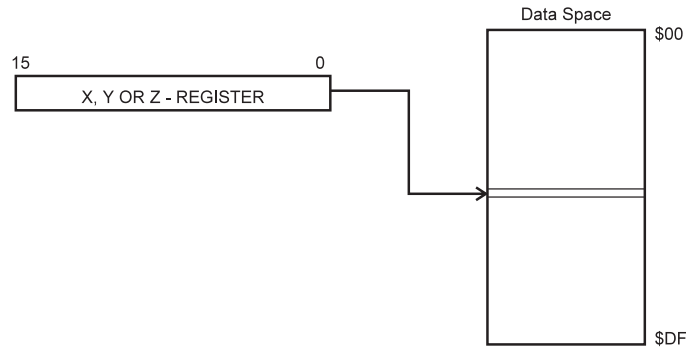 Data Space
$00
15 0
X, Y OR Z - REGISTER
$DF